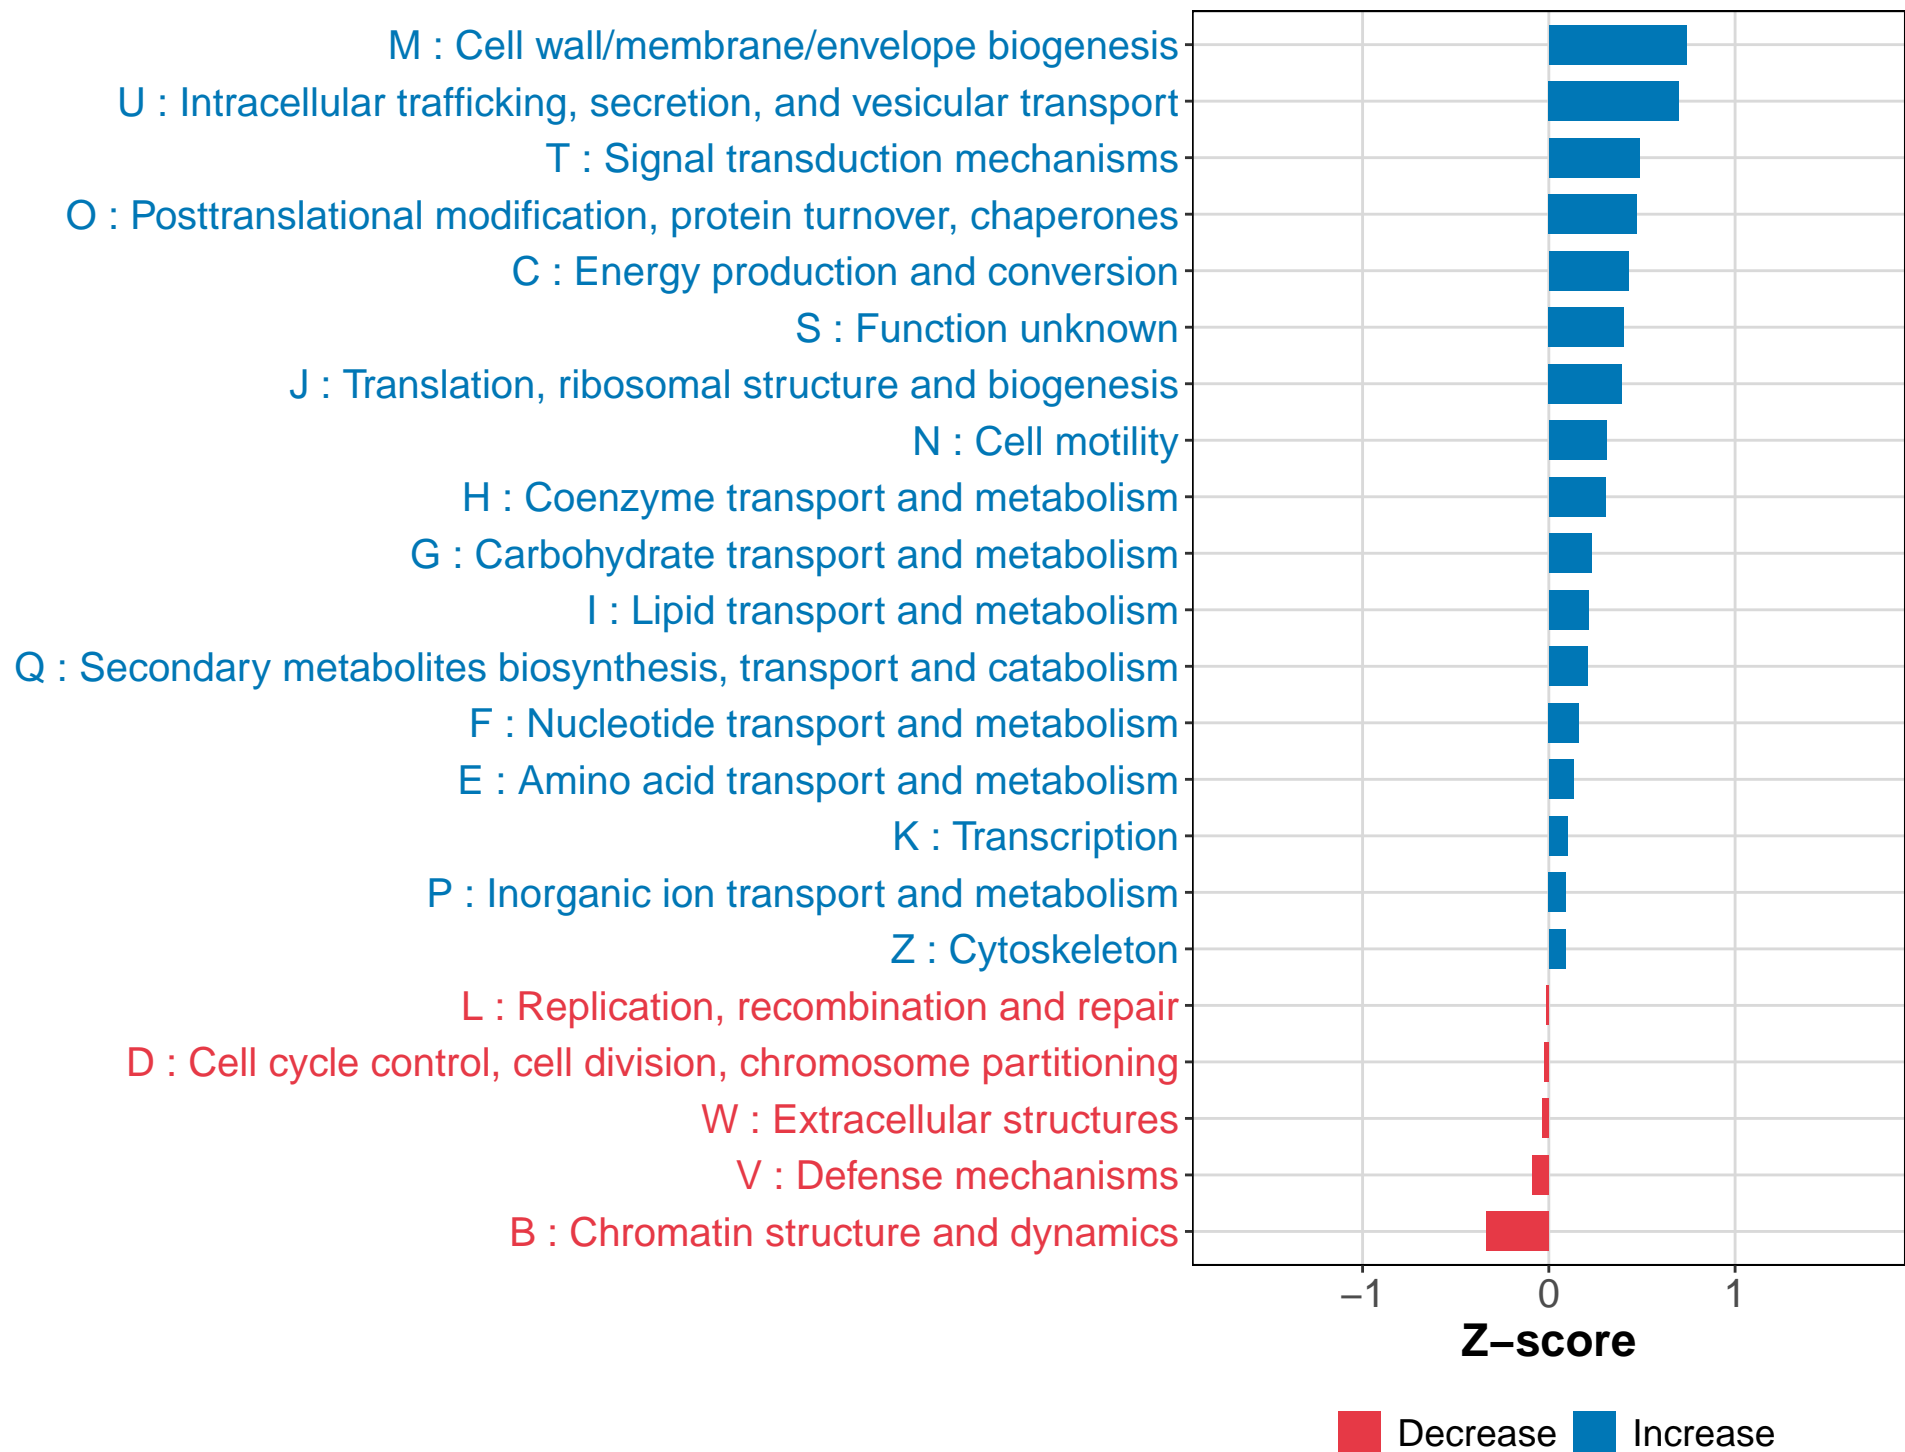 M : Cell wall/membrane/envelope biogenesis
U : Intracellular trafficking, secretion, and vesicular transport
T : Signal transduction mechanisms
O : Posttranslational modification, protein turnover, chaperones
C : Energy production and conversion
S : Function unknown
J : Translation, ribosomal structure and biogenesis
N : Cell motility
H : Coenzyme transport and metabolism
G : Carbohydrate transport and metabolism
I : Lipid transport and metabolism
Q : Secondary metabolites biosynthesis, transport and catabolism
F : Nucleotide transport and metabolism
E : Amino acid transport and metabolism
K : Transcription
P : Inorganic ion transport and metabolism
Z : Cytoskeleton
L : Replication, recombination and repair
D : Cell cycle control, cell division, chromosome partitioning
W : Extracellular structures
V : Defense mechanisms
B : Chromatin structure and dynamics
−1 0 1
Z−score
Decrease Increase